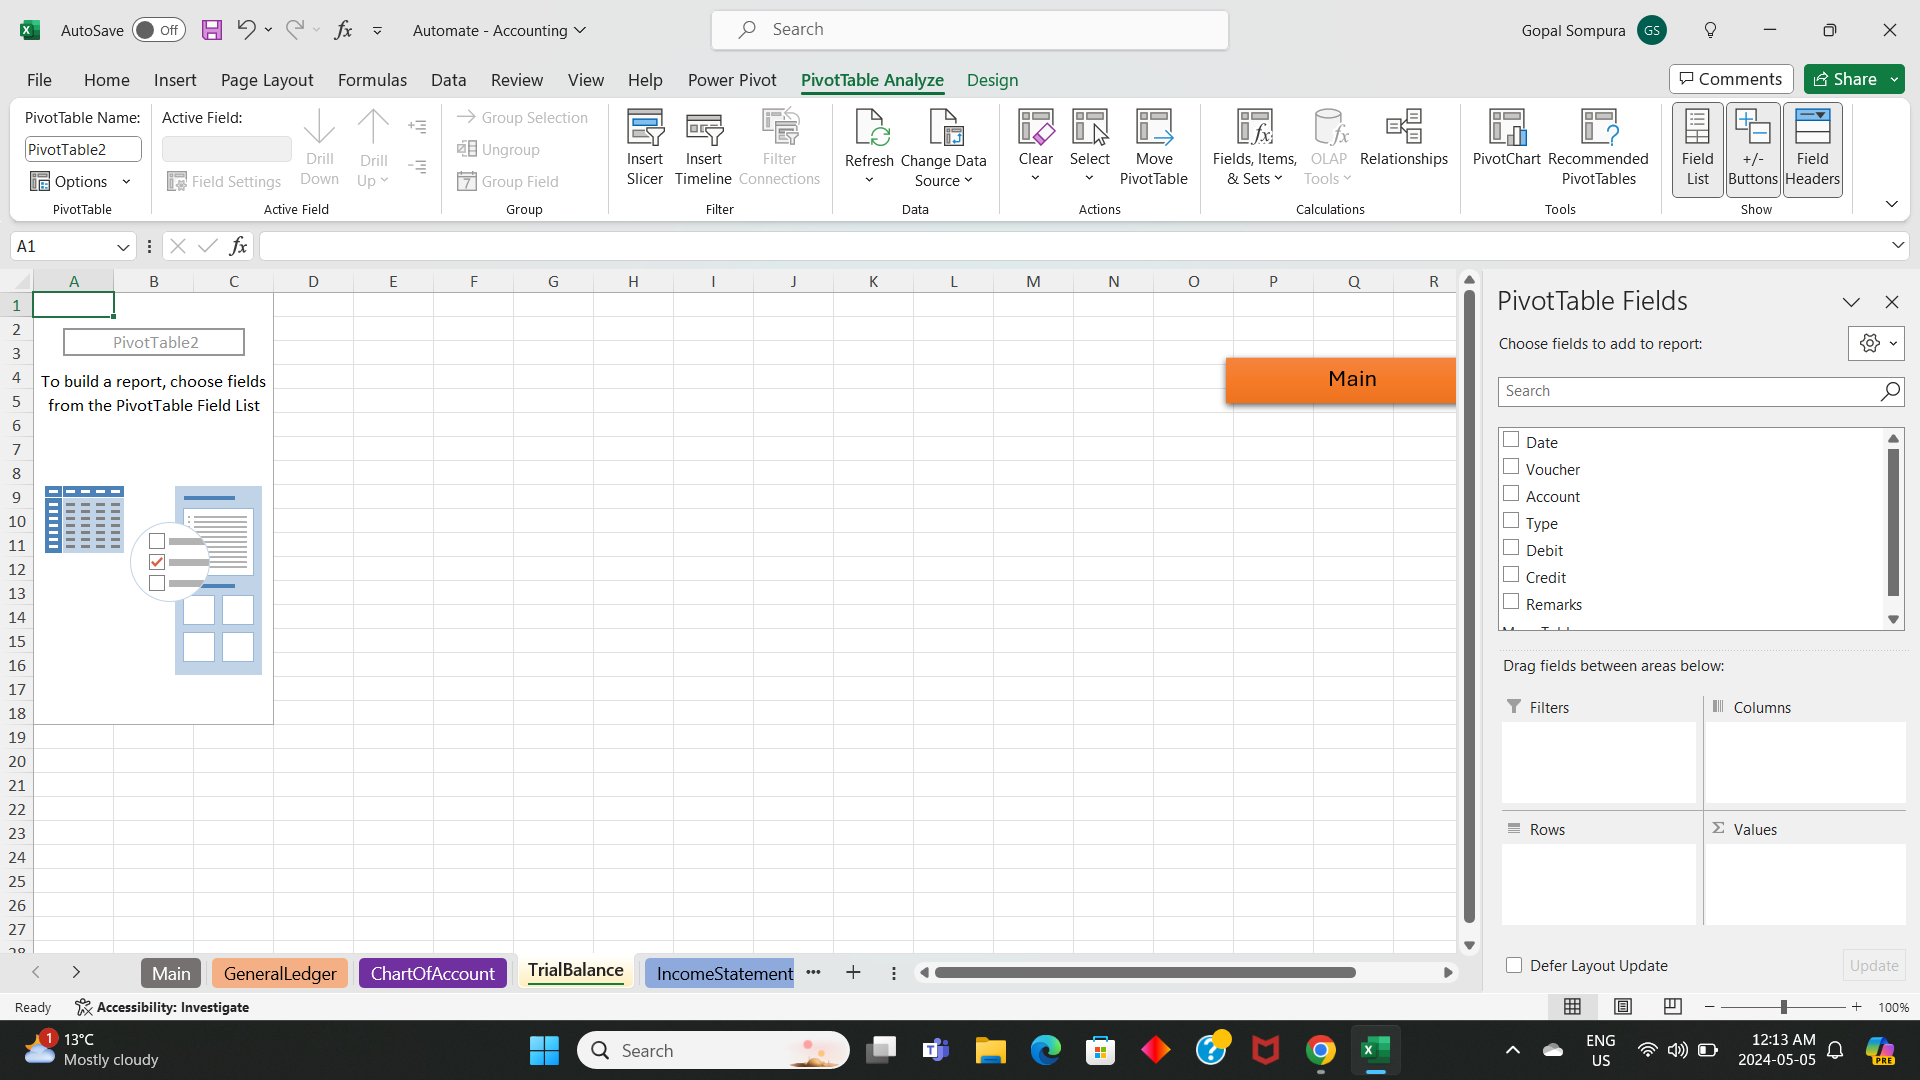 AutoSave Off Automate - Accounting Search Gopal Sompura GS
File Home Insert Page Layout Formulas Data Review View Help Power Pivot PivotTable Analyze Design Comments Share
PivotTable Name:
PivotTable2
Options
PivotTable
Active Field:
Field Settings
Drill
Down
Drill
Up
Active Field
Group Selection
Ungroup
Group Field
Group
Insert
Slicer
Insert
Timeline
Filter
Connections
Filter
Refresh
Change Data
Source
Data
Clear
Select
Move
PivotTable
Actions
Fields, Items,
& Sets
OLAP
Tools
Relationships
Calculations
PivotChart
Recommended
PivotTables
Tools
Field
List
+/-
Buttons
Field
Headers
Show
A1 fx
A B C D E F G H I J K L M N O P Q R
1
2
3
4
5
6
7
8
9
10
11
12
13
14
15
16
17
18
19
20
21
22
23
24
25
26
27
28
PivotTable2
To build a report, choose fields
from the PivotTable Field List
Main
PivotTable Fields
Choose fields to add to report:
Search
Date
Voucher
Account
Type
Debit
Credit
Remarks
Drag fields between areas below:
Filters
Columns
Rows
Σ Values
Defer Layout Update Update
Main GeneralLedger ChartOfAccount TrialBalance IncomeStatement ...
Ready Accessibility: Investigate 100%
1 13°C
Mostly cloudy
Search
ENG
US
12:13 AM
2024-05-05
PRE